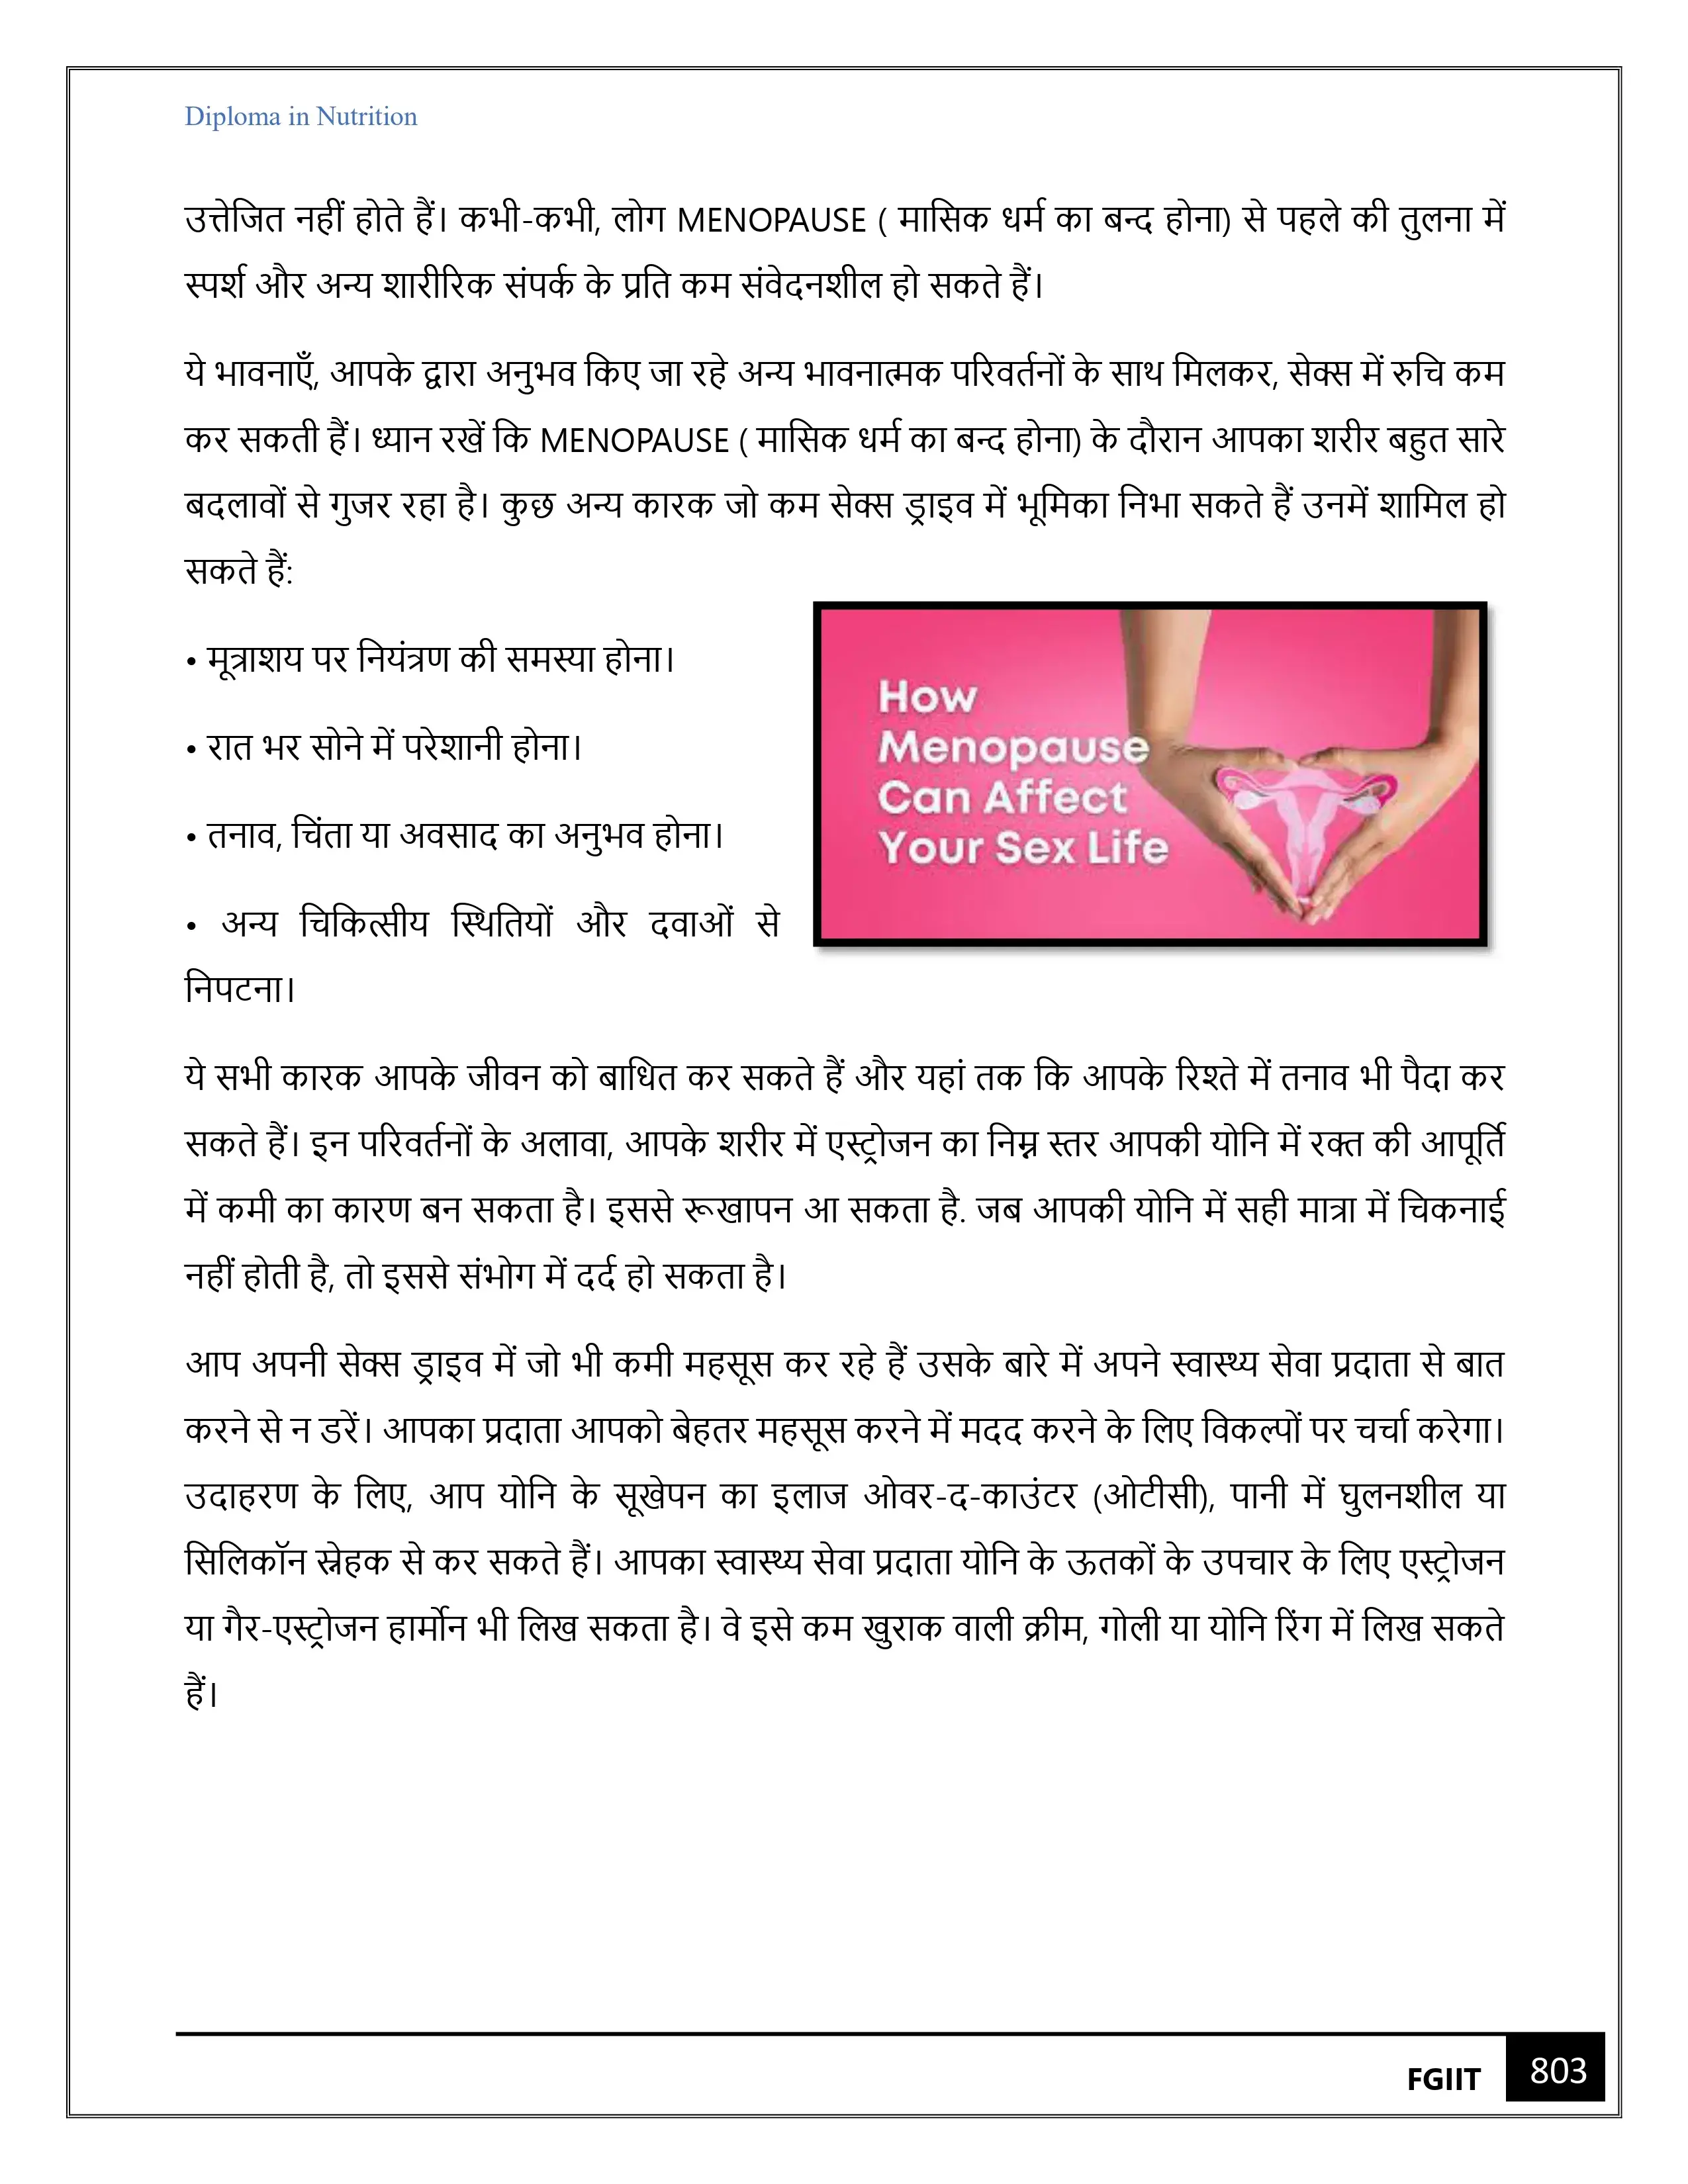 Diploma in Nutrition
उत्तेजित नहीं होते हैं। कभी-कभी, लोग MENOPAUSE ( मासिक धर्म का बन्द होना) से पहले की तुलना में
स्पर्श और अन्य शारीरिक संपर्क के प्रति कम संवेदनशील हो सकते हैं।
ये भावनाएँ, आपके द्वारा अनुभव किए जा रहे अन्य भावनात्मक परिवर्तनों के साथ मिलकर, सेक्स में रुचि कम
कर सकती हैं। ध्यान रखें कि MENOPAUSE ( मासिक धर्म का बन्द होना) के दौरान आपका शरीर बहुत सारे
बदलावों से गुजर रहा है। कुछ अन्य कारक जो कम सेक्स ड्राइव में भूमिका निभा सकते हैं उनमें शामिल हो
सकते हैं:
• मूत्राशय पर नियंत्रण की समस्या होना।
• रात भर सोने में परेशानी होना।
• तनाव, चिंता या अवसाद का अनुभव होना।
• अन्य चिकित्सीय स्थितियों और दवाओं से
निपटना।
How
Menopause
Can Affect
Your Sex Life
ये सभी कारक आपके जीवन को बाधित कर सकते हैं और यहां तक कि आपके रिश्ते में तनाव भी पैदा कर
सकते हैं। इन परिवर्तनों के अलावा, आपके शरीर में एस्ट्रोजन का निम्न स्तर आपकी योनि में रक्त की आपूर्ति
में कमी का कारण बन सकता है। इससे रूखापन आ सकता है. जब आपकी योनि में सही मात्रा में चिकनाई
नहीं होती है, तो इससे संभोग में दर्द हो सकता है।
आप अपनी सेक्स ड्राइव में जो भी कमी महसूस कर रहे हैं उसके बारे में अपने स्वास्थ्य सेवा प्रदाता से बात
करने से न डरें। आपका प्रदाता आपको बेहतर महसूस करने में मदद करने के लिए विकल्पों पर चर्चा करेगा।
उदाहरण के लिए, आप योनि के सूखेपन का इलाज ओवर-द-काउंटर (ओटीसी), पानी में घुलनशील या
सिलिकॉन स्नेहक से कर सकते हैं। आपका स्वास्थ्य सेवा प्रदाता योनि के ऊतकों के उपचार के लिए एस्ट्रोजन
या गैर-एस्ट्रोजन हार्मोन भी लिख सकता है। वे इसे कम खुराक वाली क्रीम, गोली या योनि रिंग में लिख सकते
हैं।
FGIIT
803